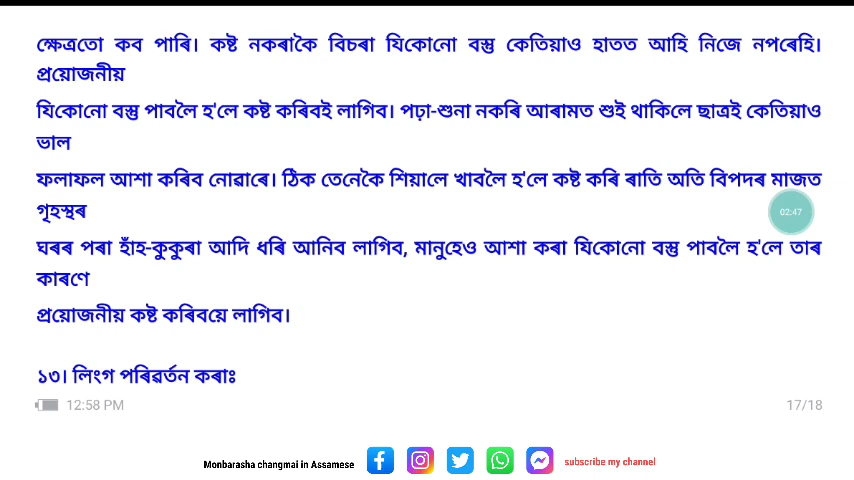 ক্ষেত্ৰতো কব পাৰি। কষ্ট নকৰাকৈ বিচৰা যিকোনো বস্তু কেতিয়াও হাতত আহি নিজে নপৰেহি।
প্ৰয়োজনীয়
যিকোনো বস্তু পাবলৈ হ'লে কষ্ট কৰিবই লাগিব। পঢ়া-শুনা নকৰি আৰামত শুই থাকিলে ছাত্ৰই কেতিয়াও
ভাল
ফলাফল আশা কৰিব নোৱাৰে। ঠিক তেনেকৈ শিয়ালে খাবলৈ হ'লে কষ্ট কৰি ৰাতি অতি বিপদৰ মাজত
গৃহস্থৰ
02:47
ঘৰৰ পৰা হাঁহ-কুকুৰা আদি ধৰি আনিব লাগিব, মানুহেও আশা কৰা যিকোনো বস্তু পাবলৈ হ'লে তাৰ
কাৰণে
প্ৰয়োজনীয় কষ্ট কৰিবয়ে লাগিব।
১৩। লিংগ পৰিৱৰ্তন কৰাঃ
12:58 PM 17/18
Monbarasha changmai in Assamese subscribe my channel